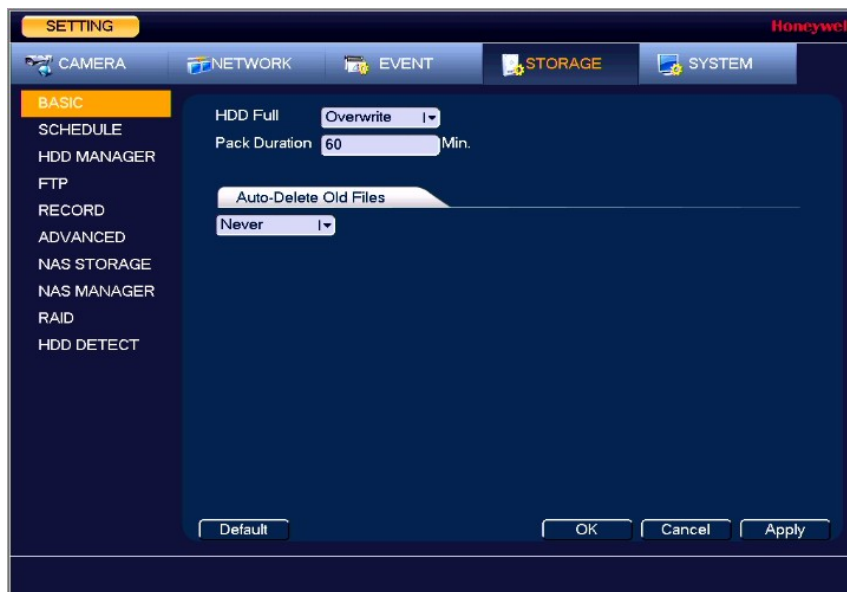 SETTING
Honeywell
CAMERA NETWORK EVENT STORAGE SYSTEM
BASIC
SCHEDULE
HDD MANAGER
FTP
RECORD
ADVANCED
NAS STORAGE
NAS MANAGER
RAID
HDD DETECT
HDD Full Overwrite
Pack Duration 60 Min.
Auto-Delete Old Files
Never
Default OK Cancel Apply